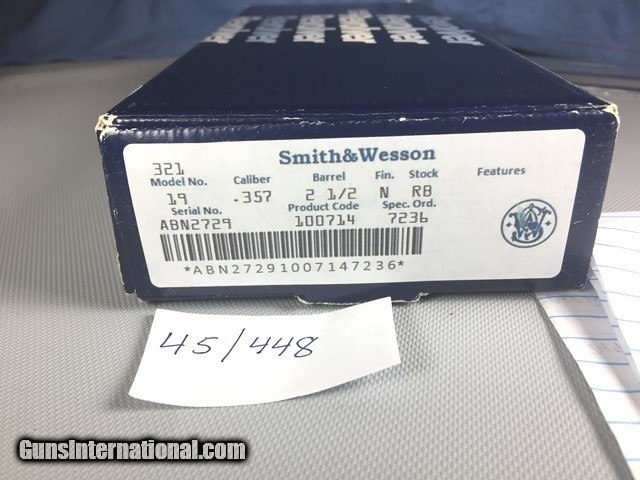 321
Smith&Wesson
Model No. Caliber Barrel Fin. Stock Features
19 .357 2 1/2 N RB
Serial No. Product Code Spec. Ord.
ABN2729 100714 7236
*ABN27291007147236*
45/448
GunsInternational.com